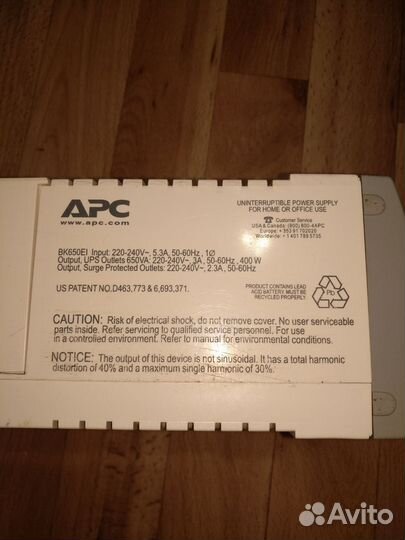 APC
www.apc.com
UNINTERRUPTIBLE POWER SUPPLY
FOR HOME OR OFFICE USE
Customer Service
USA & Canada: (800) 800-4APC
Europe: +353 91 702020
Worldwide: +1 401 789 5735
BK650EI Input: 220-240V~, 5.3A, 50-60Hz, 1Ø
Output, UPS Outlets 650VA: 220-240V~, 3A, 50-60Hz, 400 W
Output, Surge Protected Outlets: 220-240V~, 2.3A, 50-60Hz
US PATENT NO.D463,773 & 6,693,371.
PRODUCT CONTAINS LEAD
ACID BATTERY. MUST BE
RECYCLED.
Pb
CAUTION: Risk of electrical shock, do not remove cover. No user serviceable
parts inside. Refer servicing to qualified service personnel. For use
in a controlled environment. Refer to manual for environmental conditions.
NOTICE: The output of this device is not sinusoidal. It has a total harmonic
distortion of 40% and a maximum single harmonic of 30%.
Avito